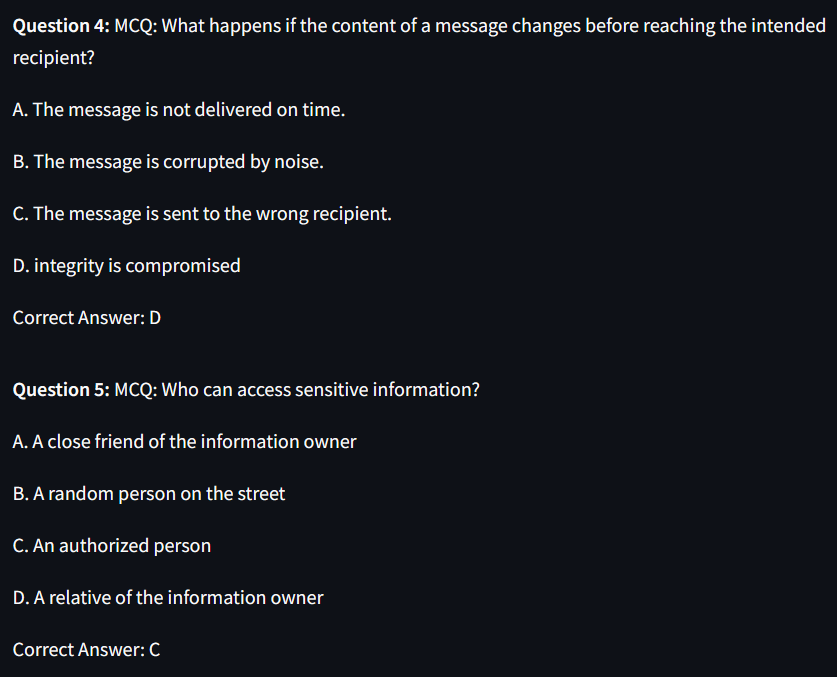 Question 4: MCQ: What happens if the content of a message changes before reaching the intended
recipient?
A. The message is not delivered on time.
B. The message is corrupted by noise.
C. The message is sent to the wrong recipient.
D. integrity is compromised
Correct Answer: D
Question 5: MCQ: Who can access sensitive information?
A. A close friend of the information owner
B. A random person on the street
C. An authorized person
D. A relative of the information owner
Correct Answer: C